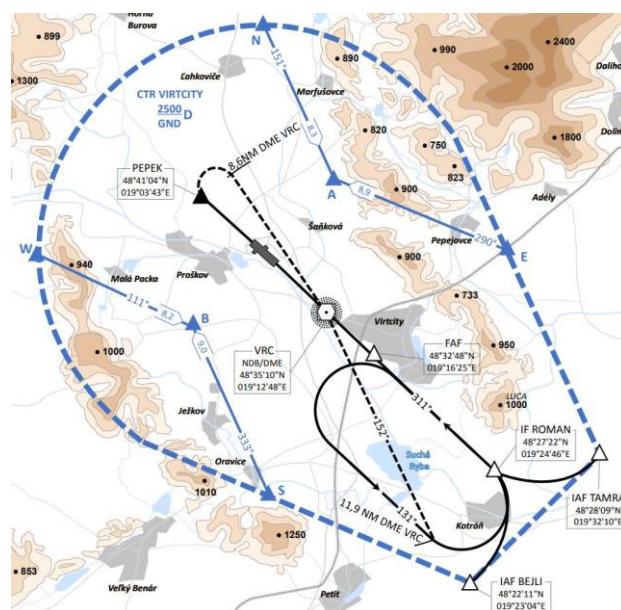 Horná
Burova
899
1300
N
Ľahkoviče
151°
890
Marfušovce
990
2400
2000
Daliho
1800
Dolin
CTR VIRTCITY
2500 D
GND
8.3
820
750
823
8,6NM DME VRC
PEPEK
48°41'04"N
019°03'43"E
A
8.9
900
Adély
Šaňková
Pepejovce
290°
E
W
940
Malá Packa
Proškov
900
111°
8.2
B
733
Virtcity
VRC
NDB/DME
48°35'10"N
019°12'48"E
FAF
48°32'48"N
019°16'25"E
1000
9.0
950
311°
LUCA
1000
Ježkov
152°
IF ROMAN
48°27'22"N
019°24'46"E
333°
Oravice
Suchá
Ryba
1010
S
131°
11,9 NM DME VRC
Kotráň
IAF TAMRA
48°28'09"N
019°32'10"E
1250
853
Veľký Benár
Petit
IAF BEJLI
48°22'11"N
019°23'04"E